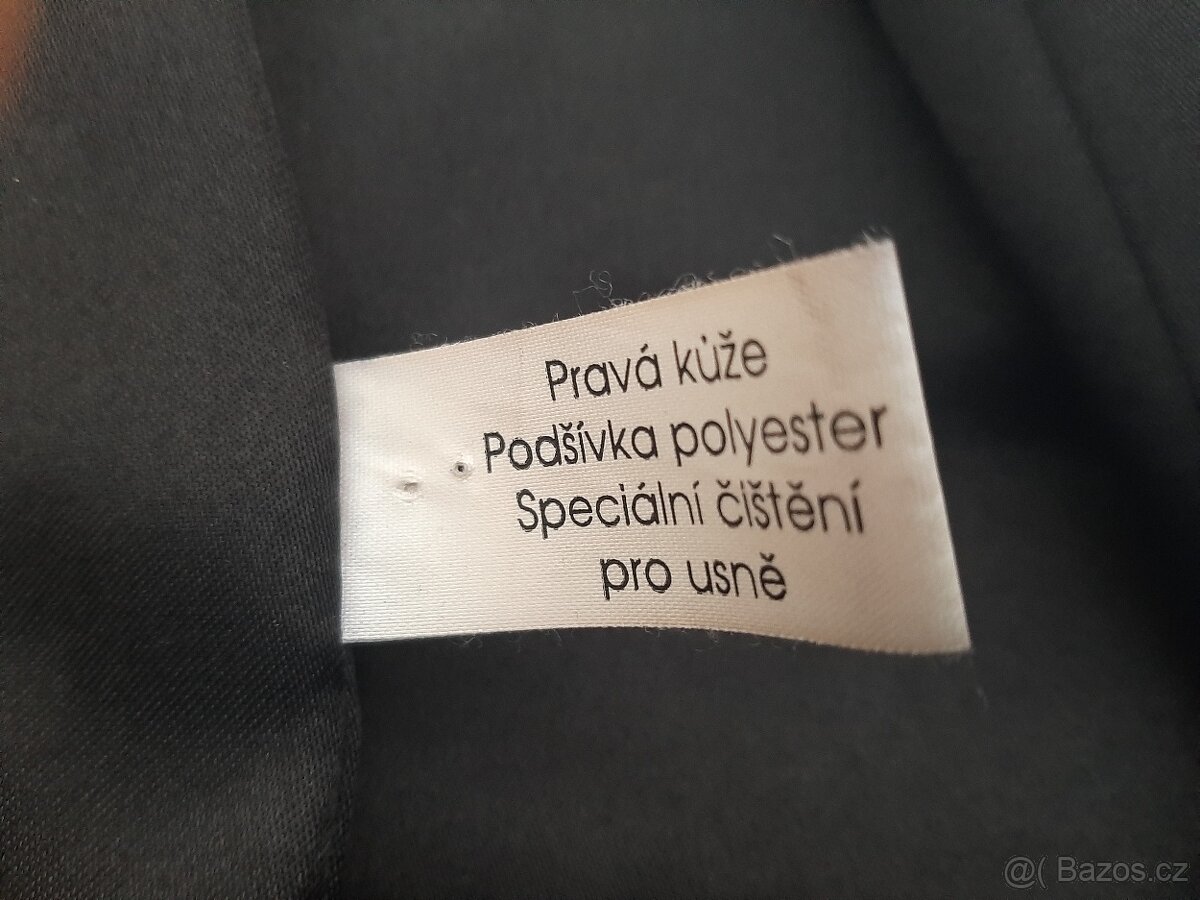 Pravá kůže
Podšívka polyester
Speciální čištění
pro usně
@( Bazos.cz